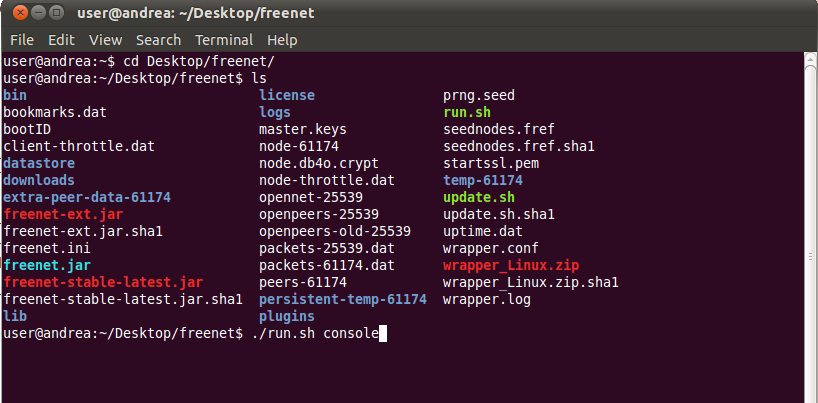 user@andrea: ~/Desktop/freenet
File Edit View Search Terminal Help
user@andrea:~$ cd Desktop/freenet/
user@andrea:~/Desktop/freenet$ ls
bin license prng.seed
bookmarks.dat logs run.sh
bootID master.keys seednodes.fref
client-throttle.dat node-61174 seednodes.fref.sha1
datastore node.db4o.crypt startssl.pem
downloads node-throttle.dat temp-61174
extra-peer-data-61174 opennet-25539 update.sh
freenet-ext.jar openpeers-25539 update.sh.sha1
freenet-ext.jar.sha1 openpeers-old-25539 uptime.dat
freenet.ini packets-25539.dat wrapper.conf
freenet.jar packets-61174.dat wrapper_Linux.zip
freenet-stable-latest.jar peers-61174 wrapper_Linux.zip.sha1
freenet-stable-latest.jar.sha1 persistent-temp-61174 wrapper.log
lib plugins
user@andrea:~/Desktop/freenet$ ./run.sh console